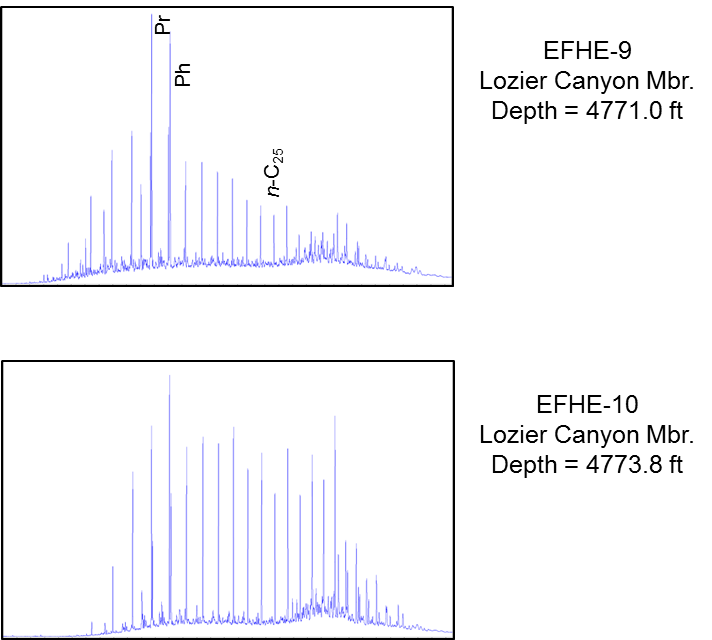 Pr
Ph
n-C25
EFHE-9
Lozier Canyon Mbr.
Depth = 4771.0 ft
EFHE-10
Lozier Canyon Mbr.
Depth = 4773.8 ft